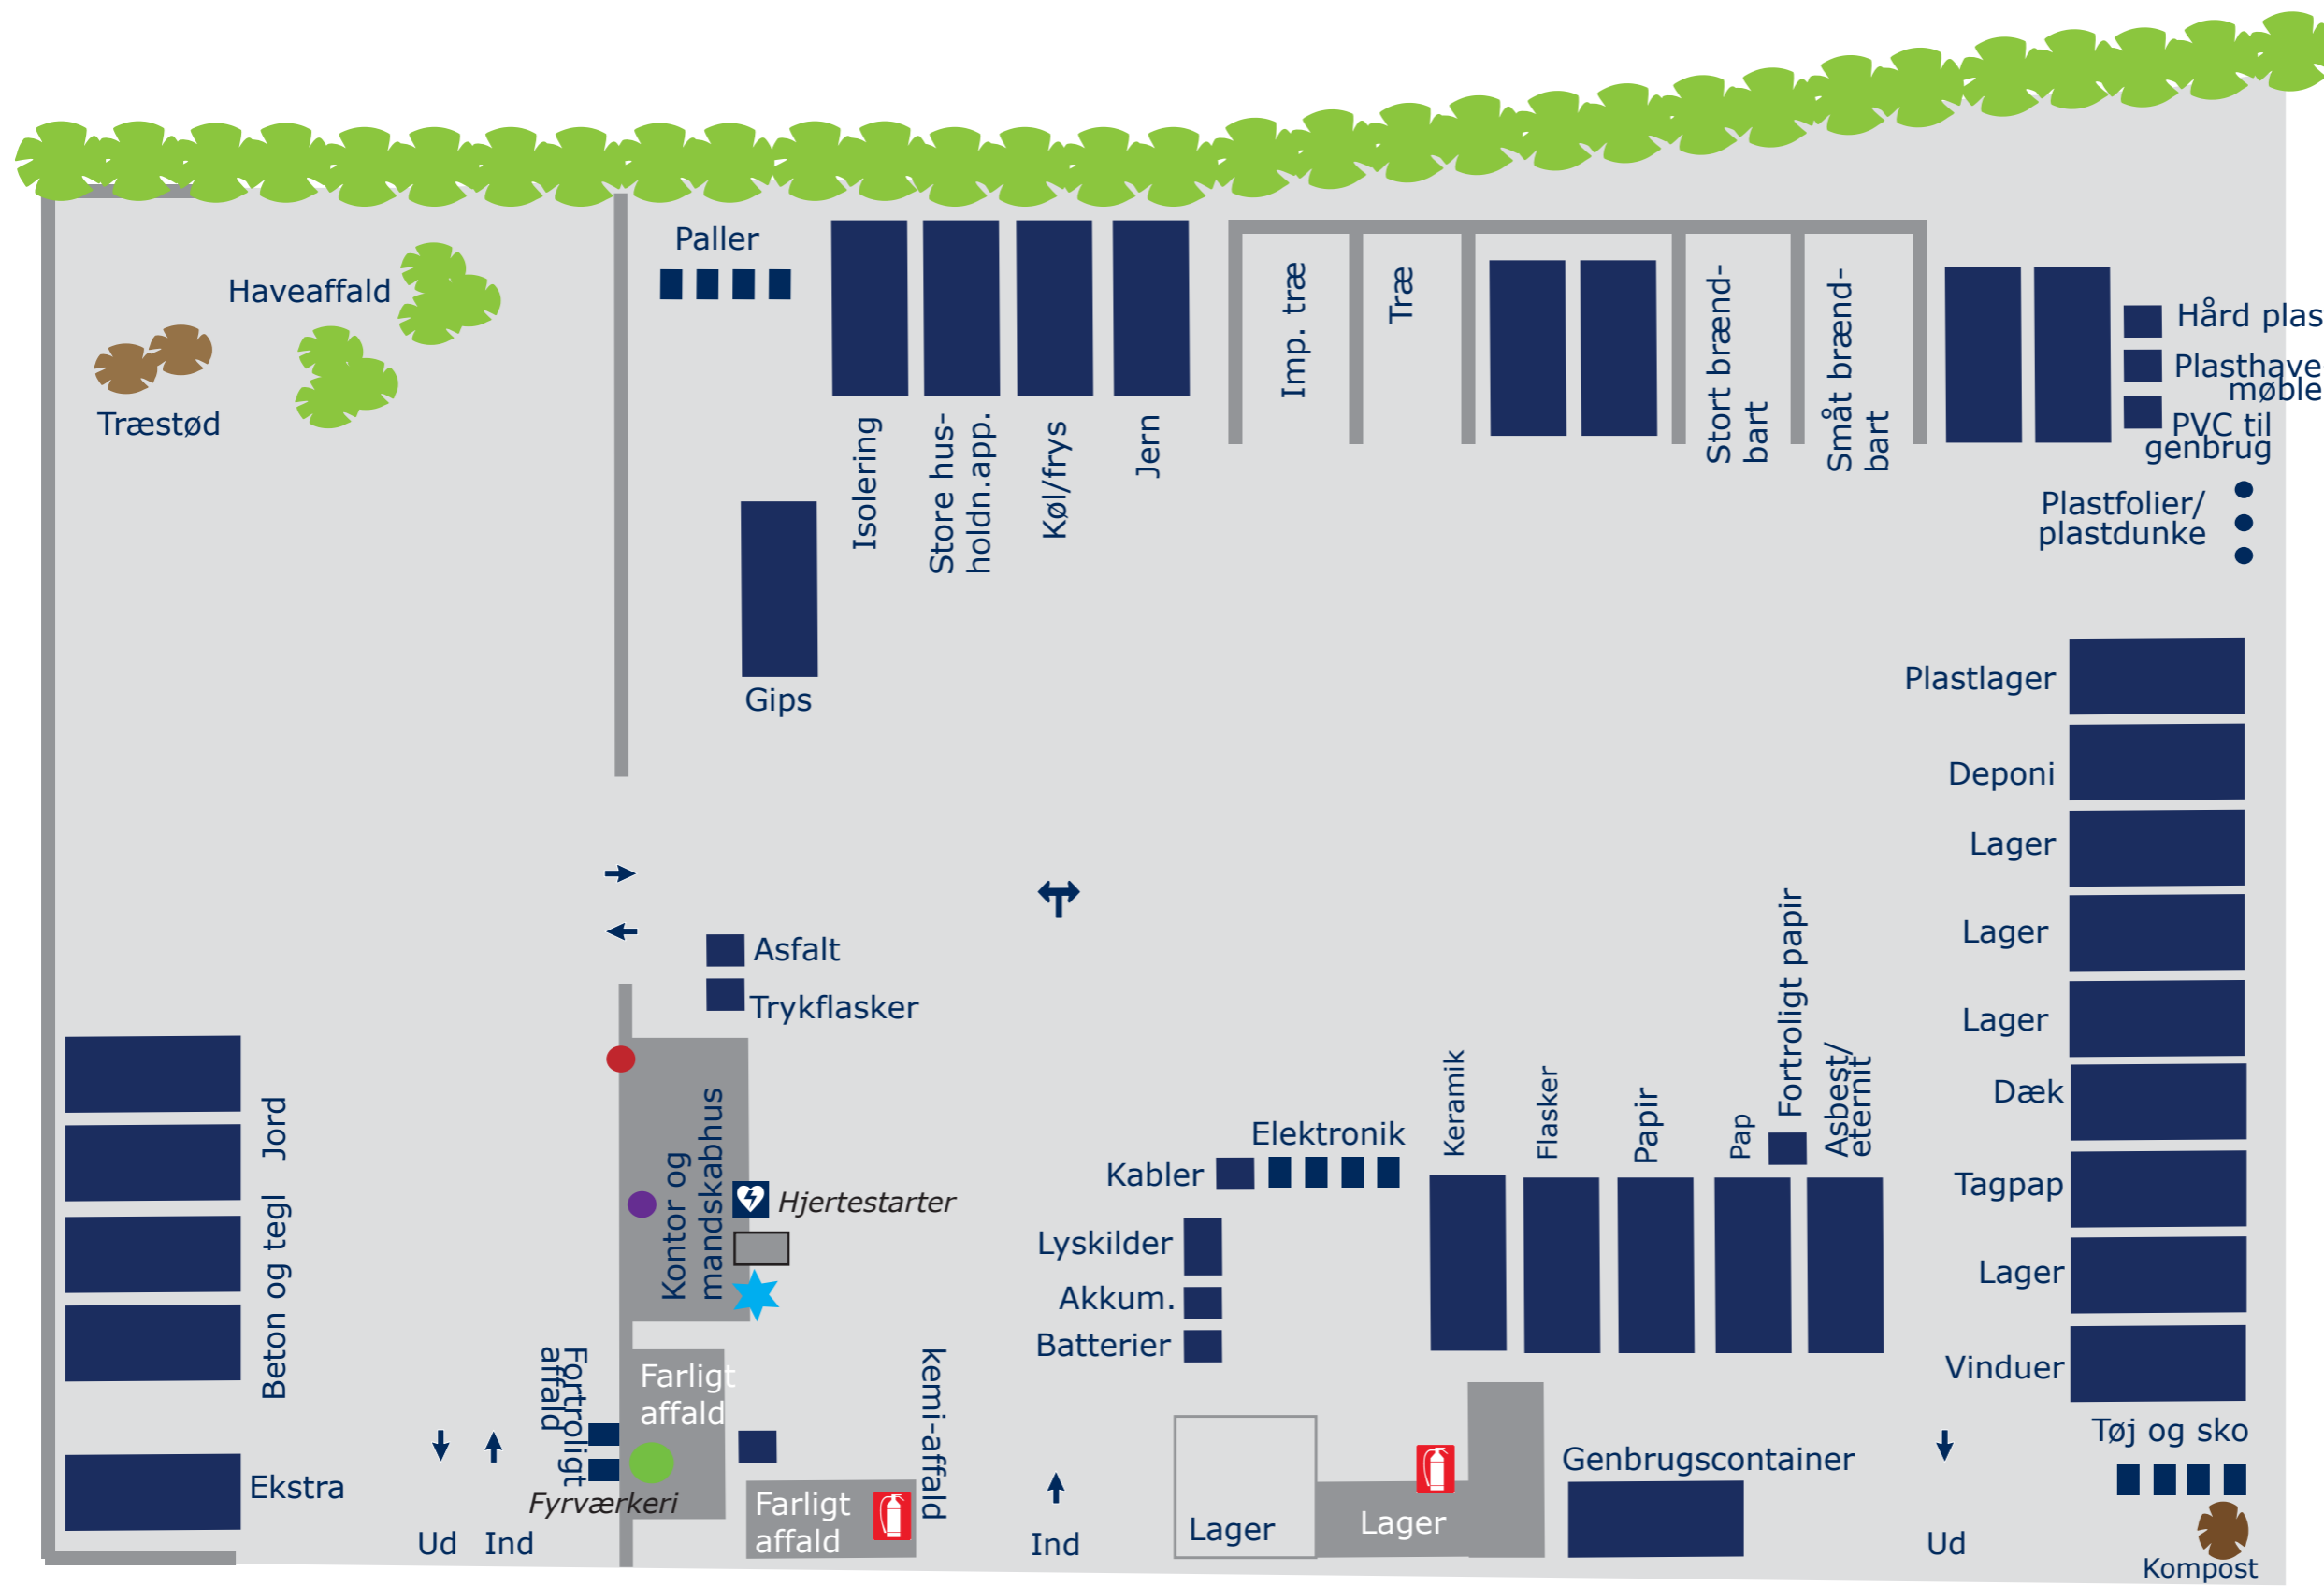 Paller
Haveaffald
Træstød
Isolering
Store hus-
holdn.app.
Køl/frys
Jern
Imp. træ
Træ
Stort brænd-
bart
Småt brænd-
bart
Hård plas
Plasthave
møble
PVC til
genbrug
Plastfolier/
plastdunke
Gips
Plastlager
Deponi
Lager
Lager
Lager
Dæk
Tagpap
Lager
Vinduer
Tøj og sko
Kompost
Asfalt
Trykflasker
Kontor og
mandskabhus
Hjertestarter
Jord
Beton og tegl
Ekstra
Ud
Ind
Fortroligt
affald
Farligt
affald
Fyrværkeri
Farligt
affald
kemi-affald
Ind
Kabler
Elektronik
Lyskilder
Akkum.
Batterier
Keramik
Flasker
Papir
Pap
Fortroligt papir
Asbest/
eternit
Lager
Lager
Genbrugscontainer
Ud